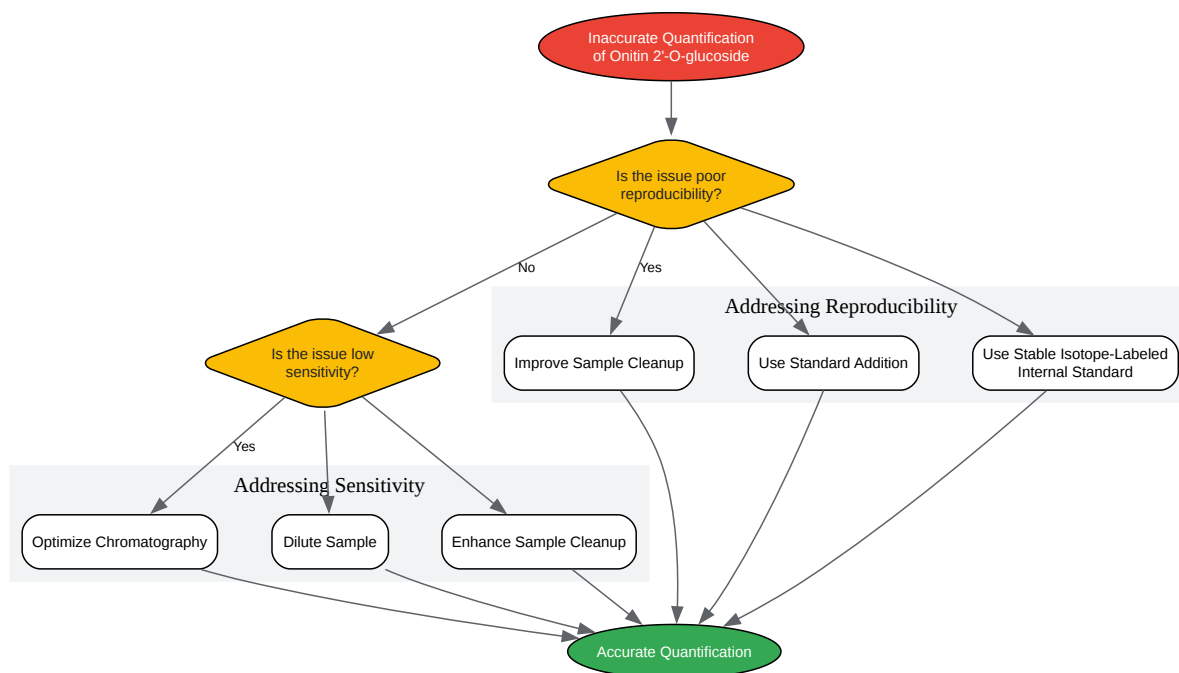 Inaccurate Quantification
of Onitin 2'-O-glucoside
Is the issue poor
reproducibility?
No
Yes
Addressing Reproducibility
Is the issue low
sensitivity?
Improve Sample Cleanup
Use Standard Addition
Use Stable Isotope-Labeled
Internal Standard
Yes
Addressing Sensitivity
Optimize Chromatography
Dilute Sample
Enhance Sample Cleanup
Accurate Quantification